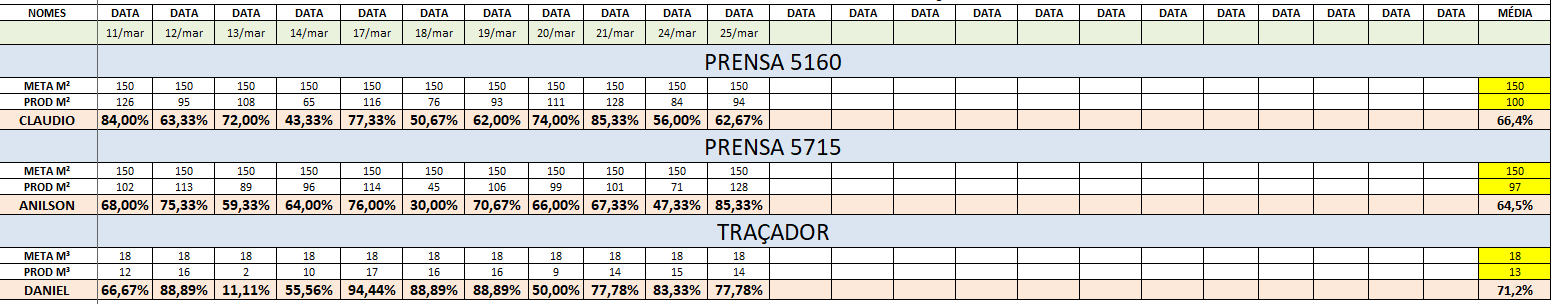 NOMES DATA DATA DATA DATA DATA DATA DATA DATA DATA DATA DATA DATA DATA DATA DATA DATA DATA DATA DATA DATA DATA DATA MÉDIA
11/mar 12/mar 13/mar 14/mar 17/mar 18/mar 19/mar 20/mar 21/mar 24/mar 25/mar
PRENSA 5160
META M² 150 150 150 150 150 150 150 150 150 150 150 150
PROD M² 126 95 108 65 116 76 93 111 128 84 94 100
CLAUDIO 84,00% 63,33% 72,00% 43,33% 77,33% 50,67% 62,00% 74,00% 85,33% 56,00% 62,67% 66,4%
PRENSA 5715
META M² 150 150 150 150 150 150 150 150 150 150 150 150
PROD M² 102 113 89 96 114 45 106 99 101 71 128 97
ANILSON 68,00% 75,33% 59,33% 64,00% 76,00% 30,00% 70,67% 66,00% 67,33% 47,33% 85,33% 64,5%
TRAÇADOR
META M³ 18 18 18 18 18 18 18 18 18 18 18 18
PROD M³ 12 16 2 10 17 16 16 9 14 15 14 13
DANIEL 66,67% 88,89% 11,11% 55,56% 94,44% 88,89% 88,89% 50,00% 77,78% 83,33% 77,78% 71,2%